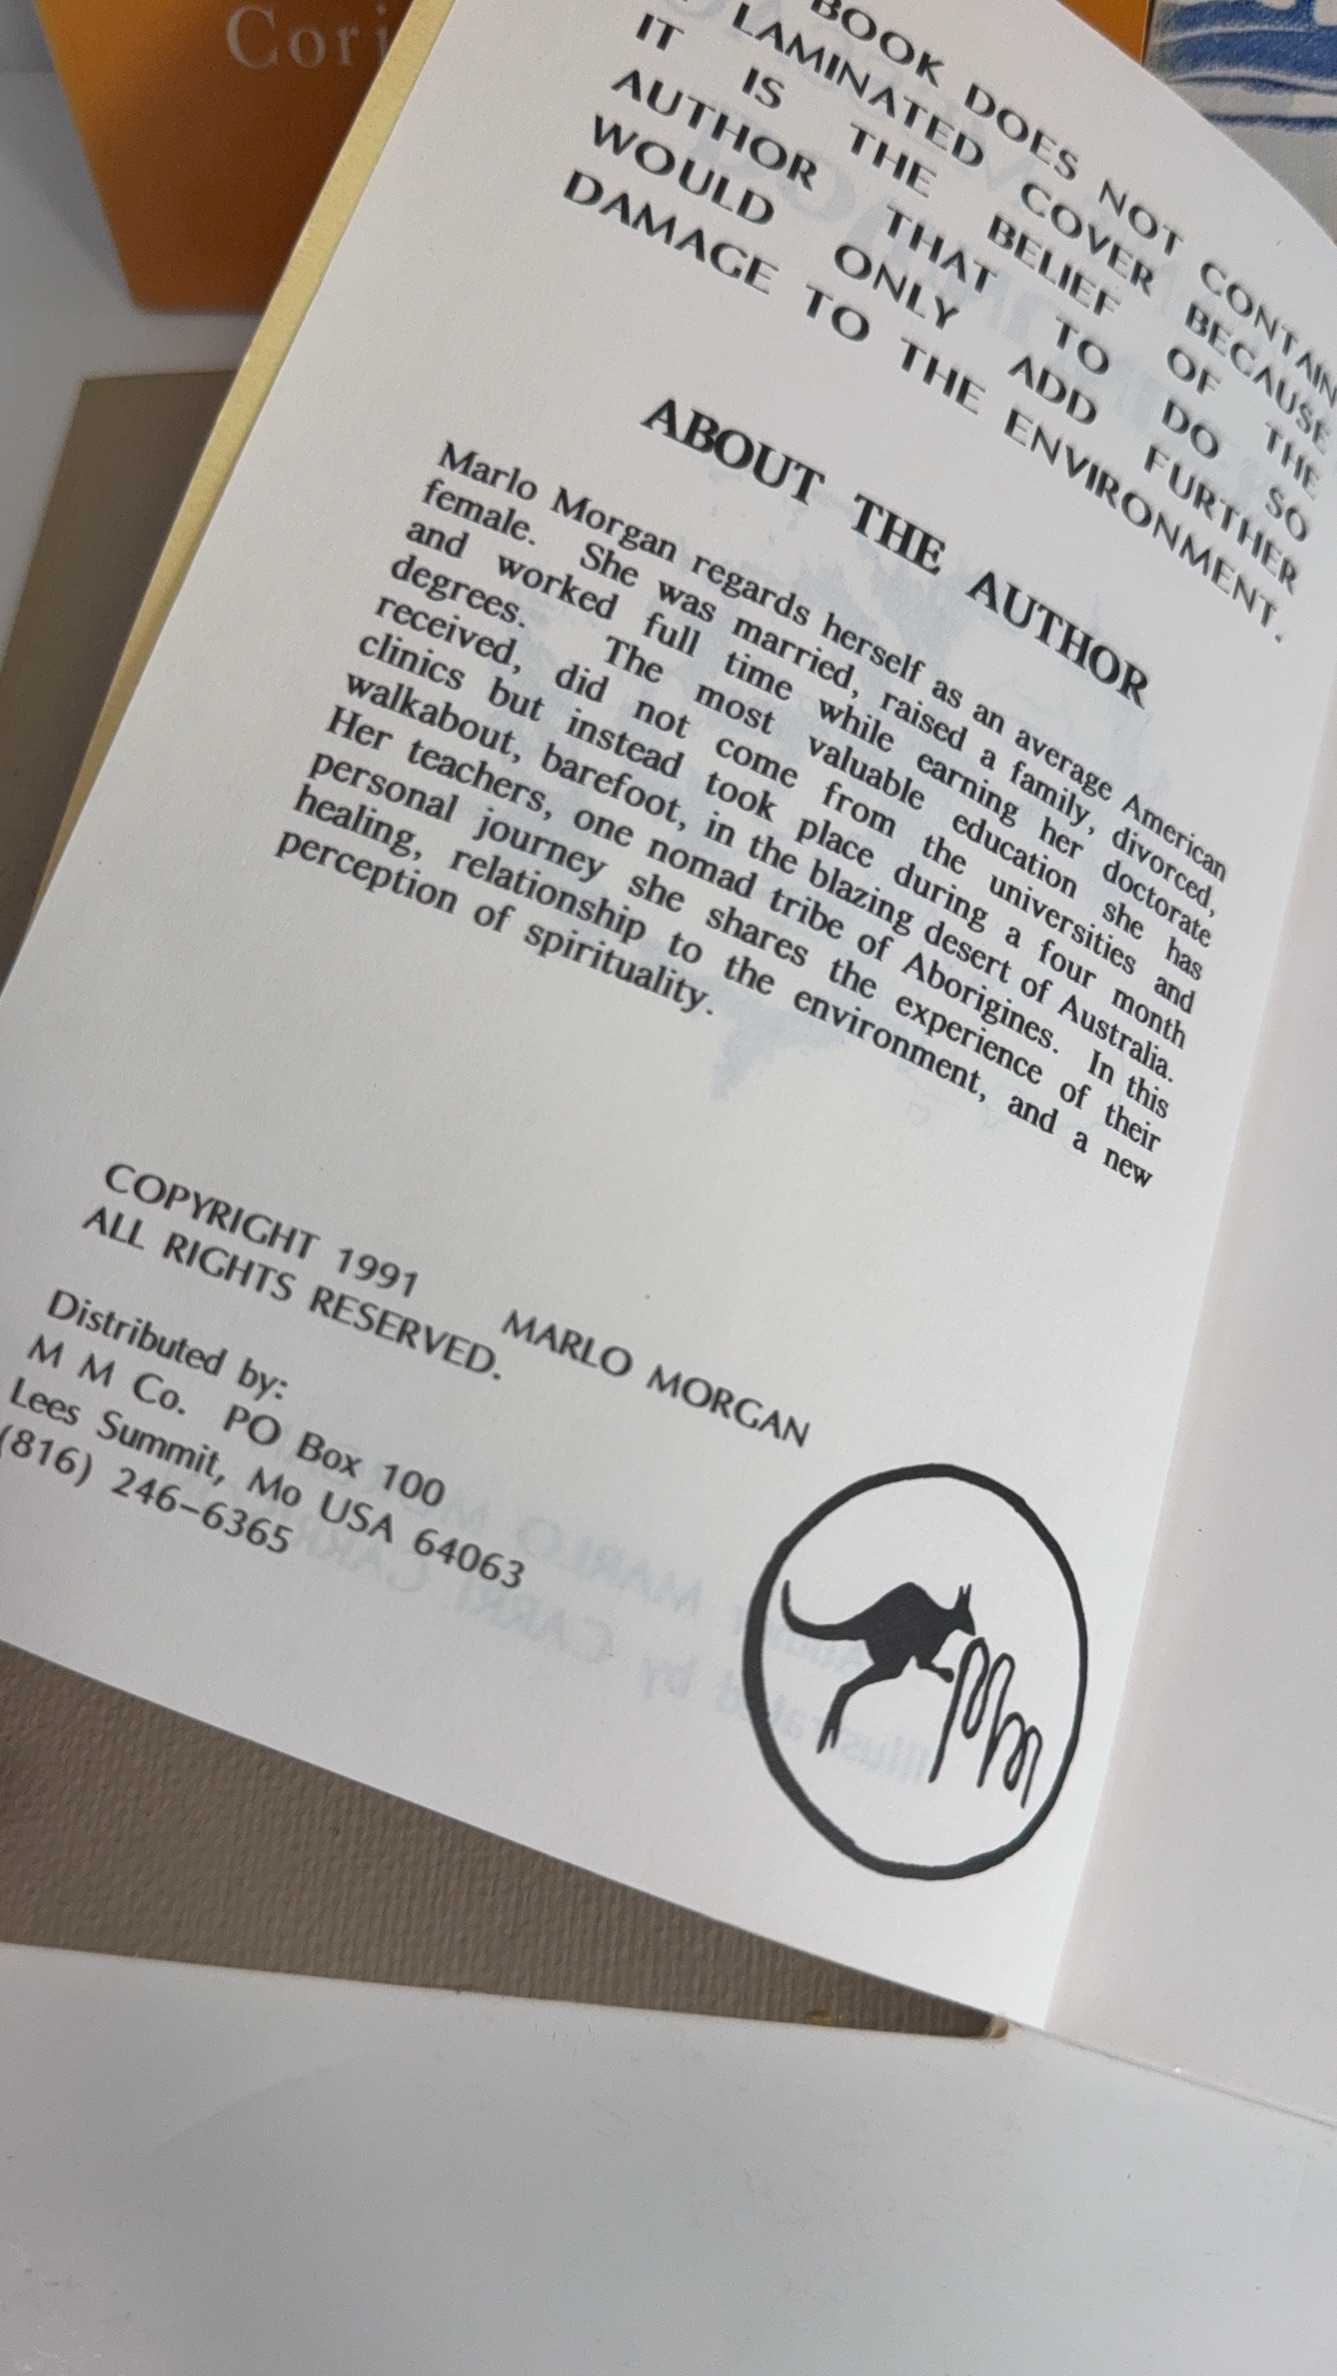 Cori
BOOK DOES NOT CONTAIN
LAMINATED COVER BECAUSE
IT IS THE BELIEF OF THE
AUTHOR THAT TO DO SO
WOULD ONLY ADD FURTHER
DAMAGE TO THE ENVIRONMENT.
ABOUT THE AUTHOR
Marlo Morgan regards herself as an average American
female. She was married, raised a family, divorced,
and worked full time while earning her doctorate
degrees. The most valuable education she has
received, did not come from the universities and
clinics but instead took place during a four month
walkabout, barefoot, in the blazing desert of Australia.
Her teachers, one nomad tribe of Aborigines. In this
personal journey she shares the experience of their
healing, relationship to the environment, and a new
perception of spirituality.
COPYRIGHT 1991 MARLO MORGAN
ALL RIGHTS RESERVED.
Distributed by:
M M Co. PO Box 100
Lees Summit, Mo USA 64063
(816) 246-6365